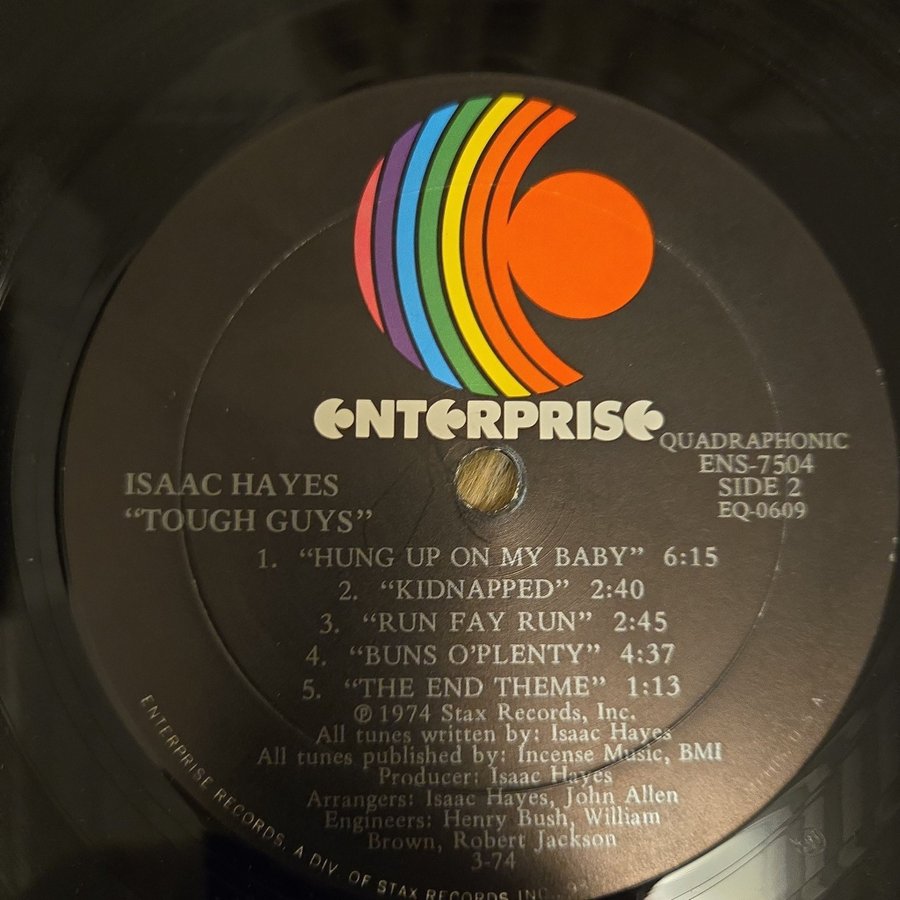 ENTERPRISE
QUADRAPHONIC
ENS-7504
SIDE 2
EQ-0609
ISAAC HAYES
“TOUGH GUYS”
1. “HUNG UP ON MY BABY” 6:15
2. “KIDNAPPED” 2:40
3. “RUN FAY RUN” 2:45
4. “BUNS O’PLENTY” 4:37
5. “THE END THEME” 1:13
℗ 1974 Stax Records, Inc.
All tunes written by: Isaac Hayes
All tunes published by: Incense Music, BMI
Producer: Isaac Hayes
Arrangers: Isaac Hayes, John Allen
Engineers: Henry Bush, William
Brown, Robert Jackson
3-74
ENTERPRISE RECORDS, A DIV. OF STAX RECORDS INC.